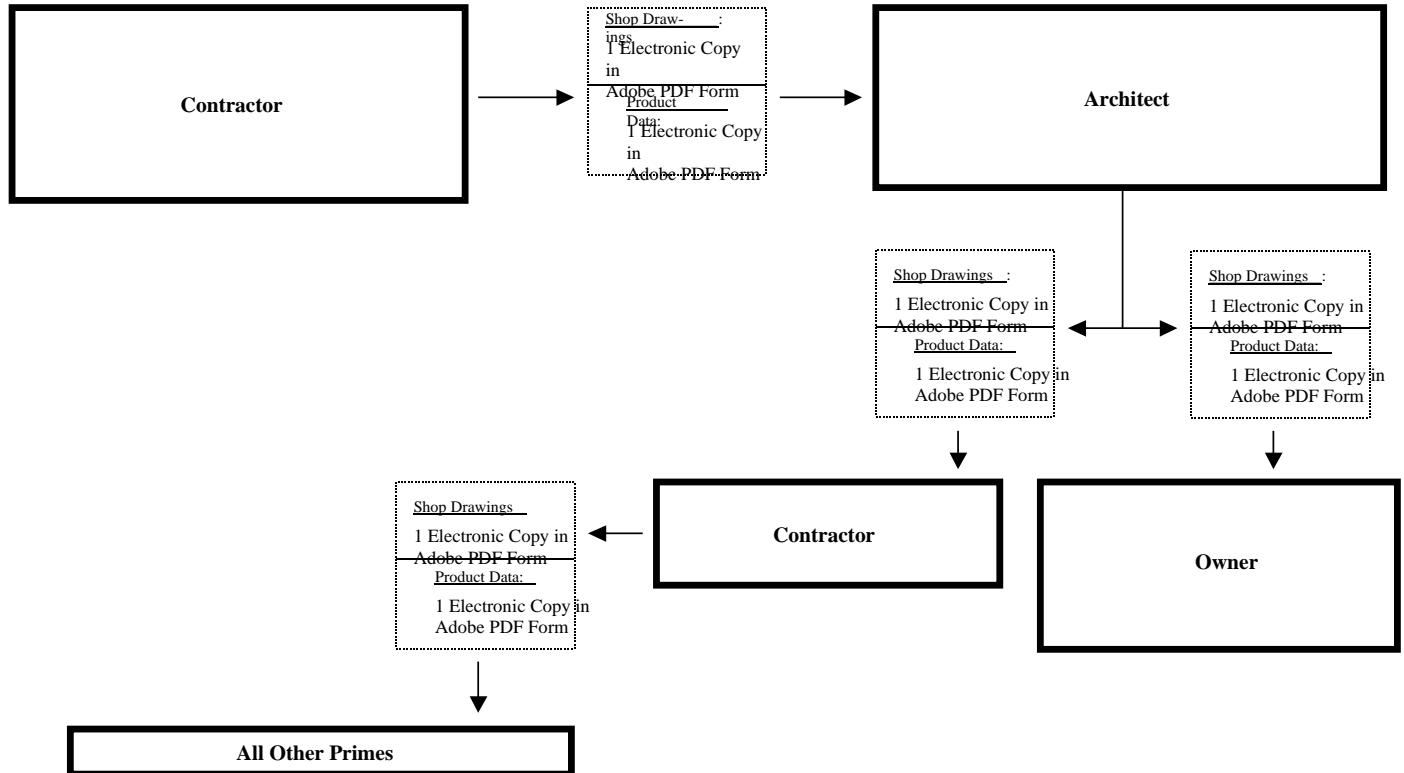 Contractor
Shop Draw-   :
ings
1 Electronic Copy
in
Adobe PDF Form
Product
Data:
1 Electronic Copy
in
Adobe PDF Form
Architect
Shop Drawings   :
1 Electronic Copy in
Adobe PDF Form
Product Data:
1 Electronic Copy in
Adobe PDF Form
Shop Drawings   :
1 Electronic Copy in
Adobe PDF Form
Product Data:
1 Electronic Copy in
Adobe PDF Form
Shop Drawings
1 Electronic Copy in
Adobe PDF Form
Product Data:
1 Electronic Copy in
Adobe PDF Form
Contractor
Owner
All Other Primes